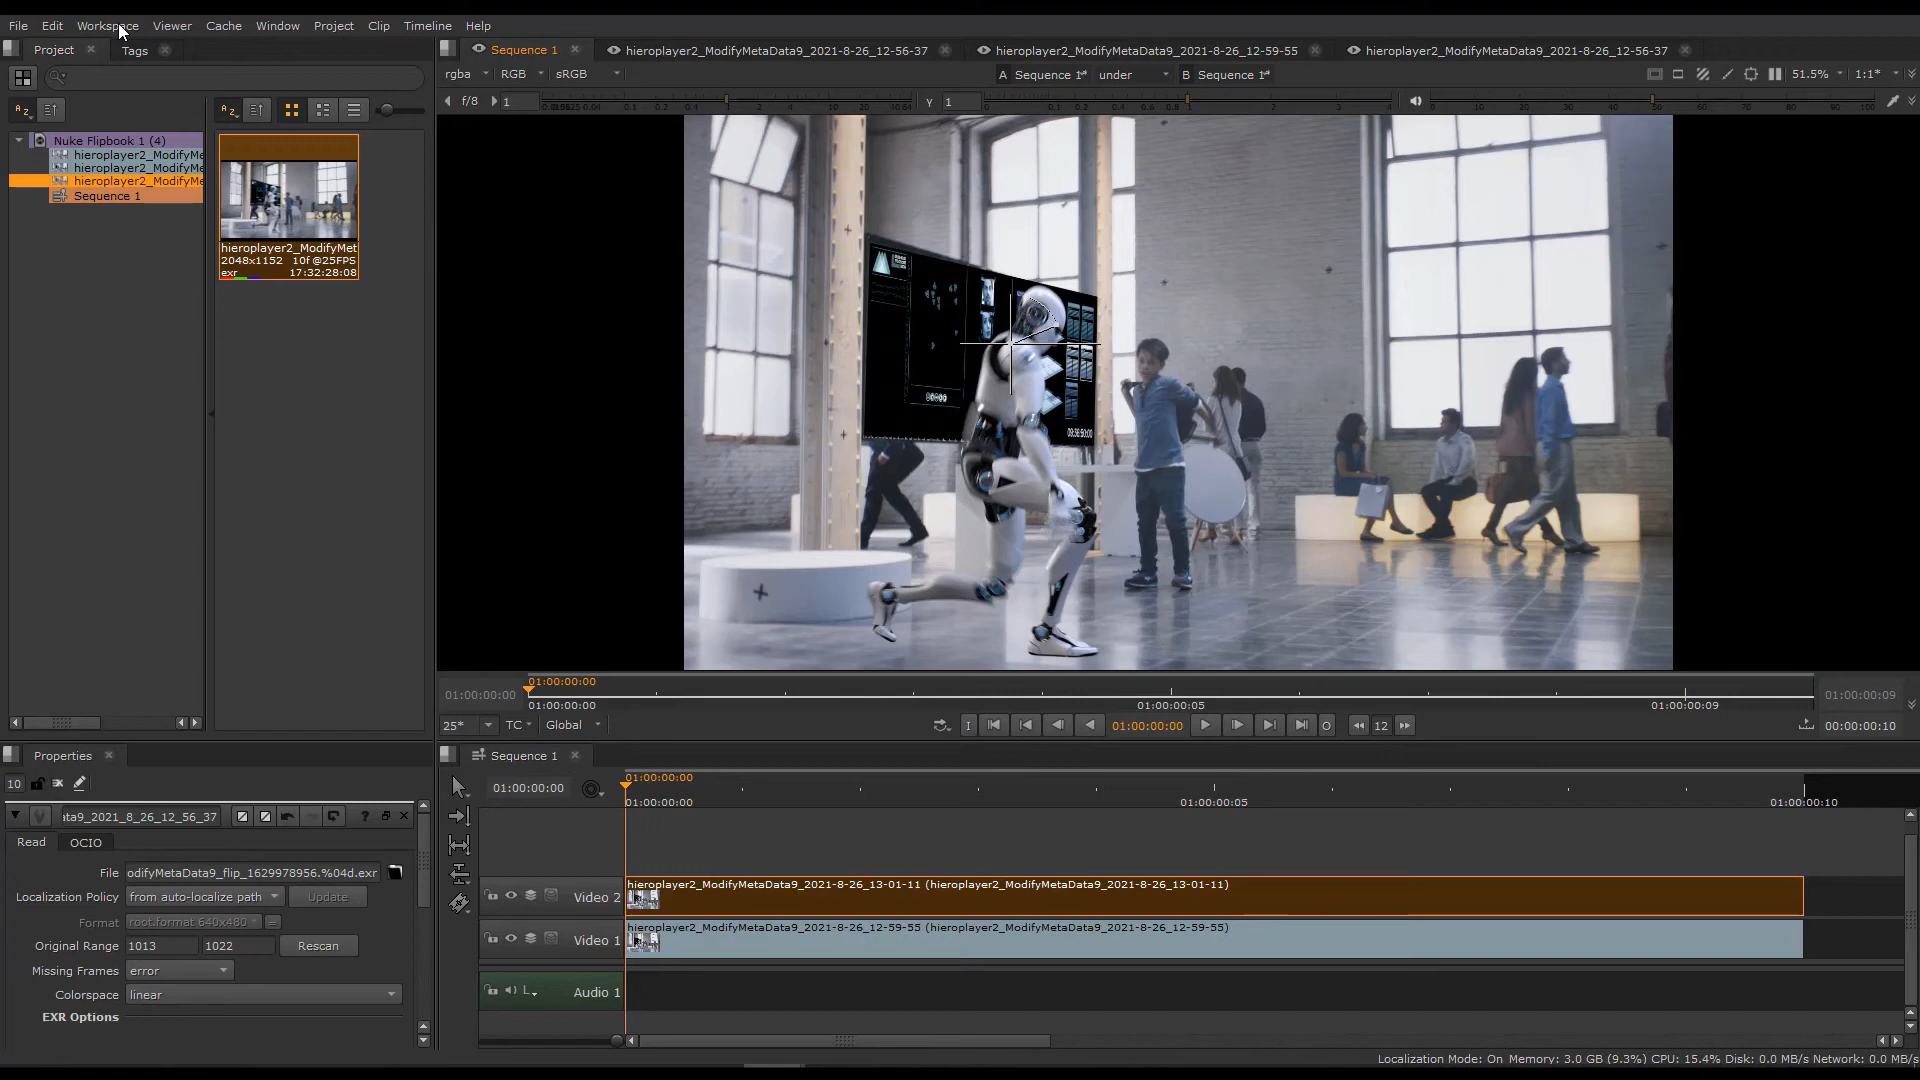 File Edit Workspace Viewer Cache Window Project Clip Timeline Help
Project Tags
Sequence 1 hieroplayer2_ModifyMetaData9_2021-8-26_12-56-37 hieroplayer2_ModifyMetaData9_2021-8-26_12-59-55 hieroplayer2_ModifyMetaData9_2021-8-26_12-56-37
rgba RGB sRGB A Sequence 1* under B Sequence 1* 51.5% 1:1*
f/8 1 γ 1
Nuke Flipbook 1 (4)
hieroplayer2_ModifyMe
hieroplayer2_ModifyMe
hieroplayer2_ModifyMe
Sequence 1
hieroplayer2_ModifyMet
2048x1152 10f @25FPS
exr 17:32:28:08
01:00:00:00
01:00:00:00 01:00:00:09
01:00:00:00 01:00:00:05 01:00:00:09
25* TC Global I 01:00:00:00 O 12 00:00:00:10
Properties
10
ata9_2021_8_26_12_56_37 ?
Read OCIO
File odifyMetaData9_flip_1629978956.%04d.exr
Localization Policy from auto-localize path Update
Format root.format 640x480 =
Original Range 1013 1022 Rescan
Missing Frames error
Colorspace linear
EXR Options
Sequence 1
01:00:00:00
01:00:00:00
01:00:00:00 01:00:00:05 01:00:00:10
Video 2 hieroplayer2_ModifyMetaData9_2021-8-26_13-01-11 (hieroplayer2_ModifyMetaData9_2021-8-26_13-01-11)
Video 1 hieroplayer2_ModifyMetaData9_2021-8-26_12-59-55 (hieroplayer2_ModifyMetaData9_2021-8-26_12-59-55)
L Audio 1
Localization Mode: On Memory: 3.0 GB (9.3%) CPU: 15.4% Disk: 0.0 MB/s Network: 0.0 MB/s